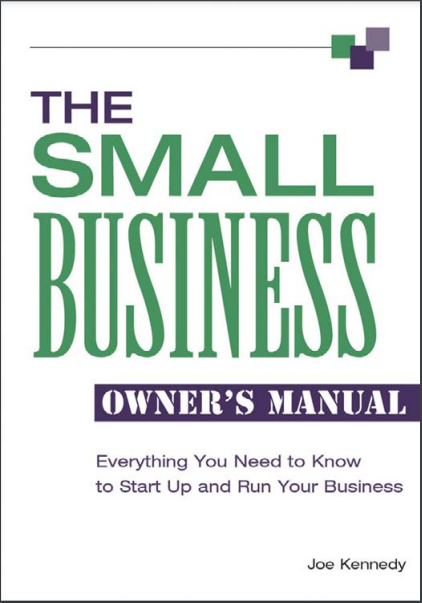 THE
SMALL
BUSINESS
OWNER'S MANUAL
Everything You Need to Know
to Start Up and Run Your Business
Joe Kennedy